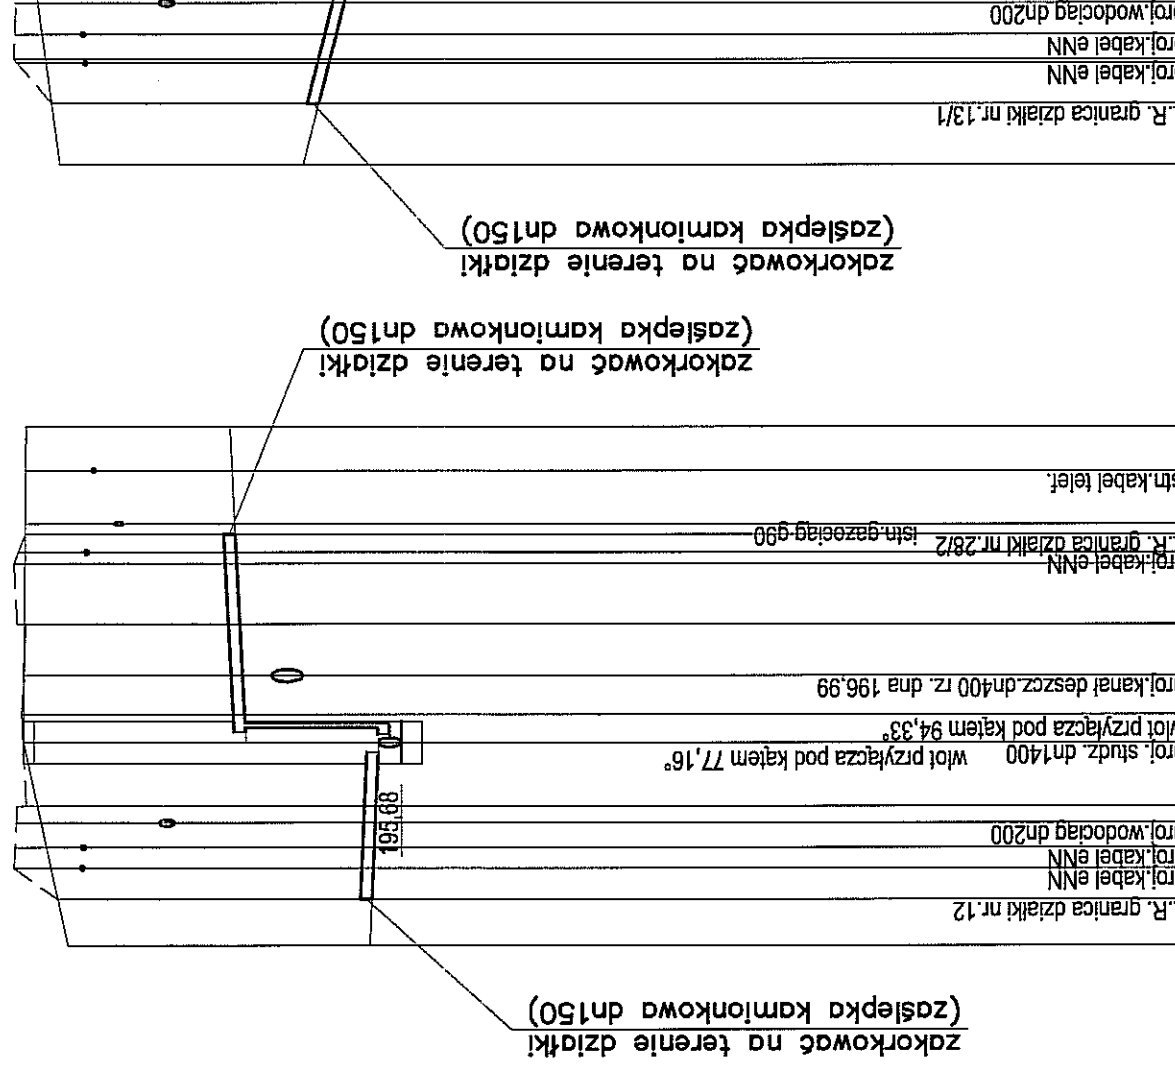 zakorkować na terenie działki
(zaślepka kamionkowa dn150)
.R. granica działki nr.12
roj.kabel eNN
roj.kabel eNN
roj.wodociąg dn200
195,68
roj. studz. dn1400 wlot przyłącza pod kątem 77,16°
wlot przyłącza pod kątem 94,33°
roj.kanał deszcz.dn400 rz. dna 196,99
roj.kabel eNN
.R. granica działki nr.28/2 istn.gazociąg g90
stn.kabel telef.
zakorkować na terenie działki
(zaślepka kamionkowa dn150)
zakorkować na terenie działki
(zaślepka kamionkowa dn150)
.R. granica działki nr.13/1
roj.kabel eNN
roj.kabel eNN
roj.wodociąg dn200